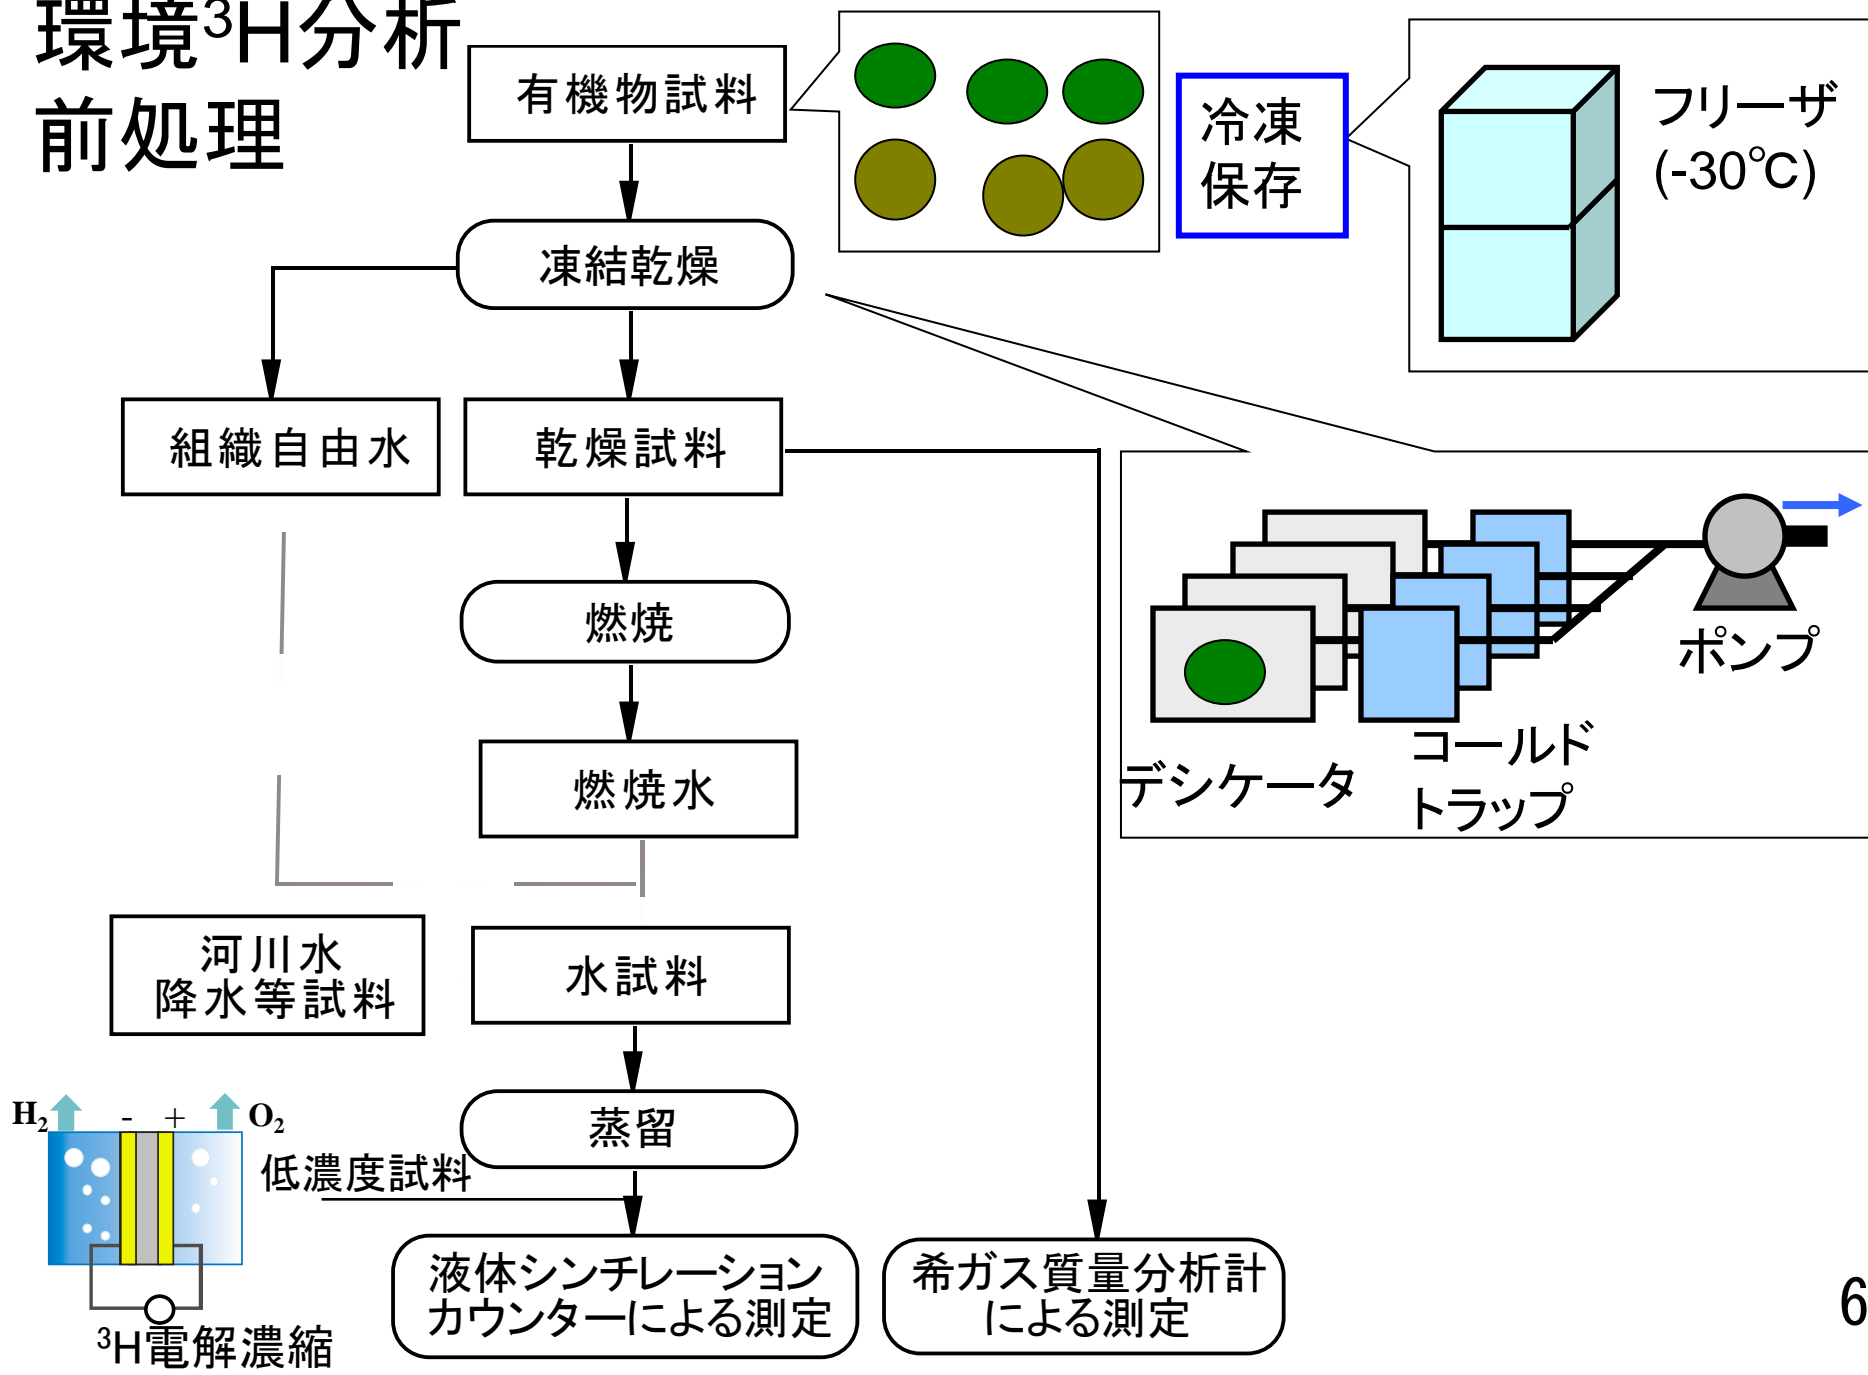 環境³H分析
前処理
有機物試料
冷凍
保存
フリーザ
(-30℃)
凍結乾燥
組織自由水
乾燥試料
燃焼
ポンプ
コールド
トラップ
デシケータ
燃焼水
河川水
降水等試料
水試料
H₂
-
+
O₂
蒸留
低濃度試料
液体シンチレーション
カウンターによる測定
希ガス質量分析計
による測定
³H電解濃縮
6